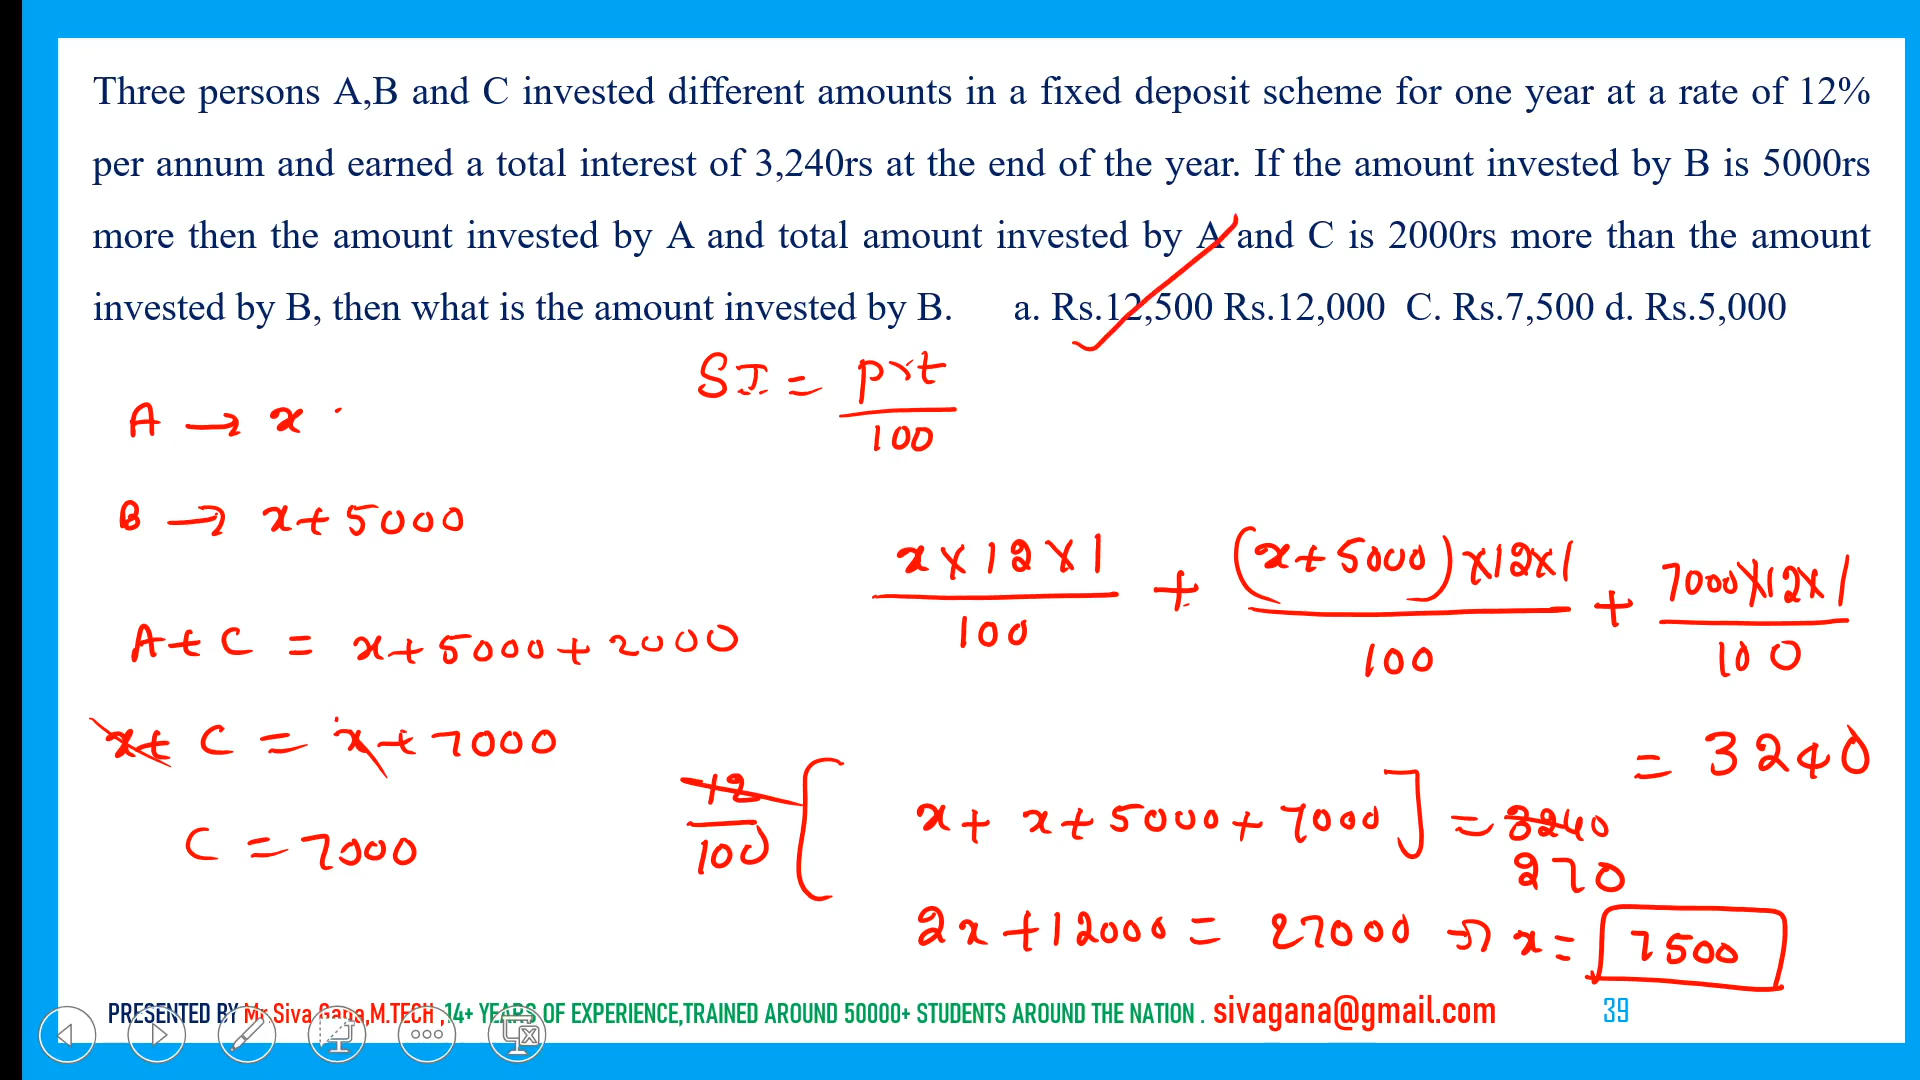 Three persons A,B and C invested different amounts in a fixed deposit scheme for one year at a rate of 12%
per annum and earned a total interest of 3,240rs at the end of the year. If the amount invested by B is 5000rs
more then the amount invested by A and total amount invested by A and C is 2000rs more than the amount
invested by B, then what is the amount invested by B. a. Rs.12,500 Rs.12,000 C. Rs.7,500 d. Rs.5,000
SI = prt / 100
A → x
B → x + 5000
x × 12 × 1 / 100 + (x + 5000) × 12 × 1 / 100 + 7000 × 12 × 1 / 100
A + C = x + 5000 + 2000
= 3240
x + C = x + 7000
12 / 100 [ x + x + 5000 + 7000 ] = 3240
270
C = 7000
2x + 12000 = 27000 ⇒ x = 7500
PRESENTED BY Mr.Siva Gana,M.TECH ,14+ YEARS OF EXPERIENCE,TRAINED AROUND 50000+ STUDENTS AROUND THE NATION . sivagana@gmail.com 39